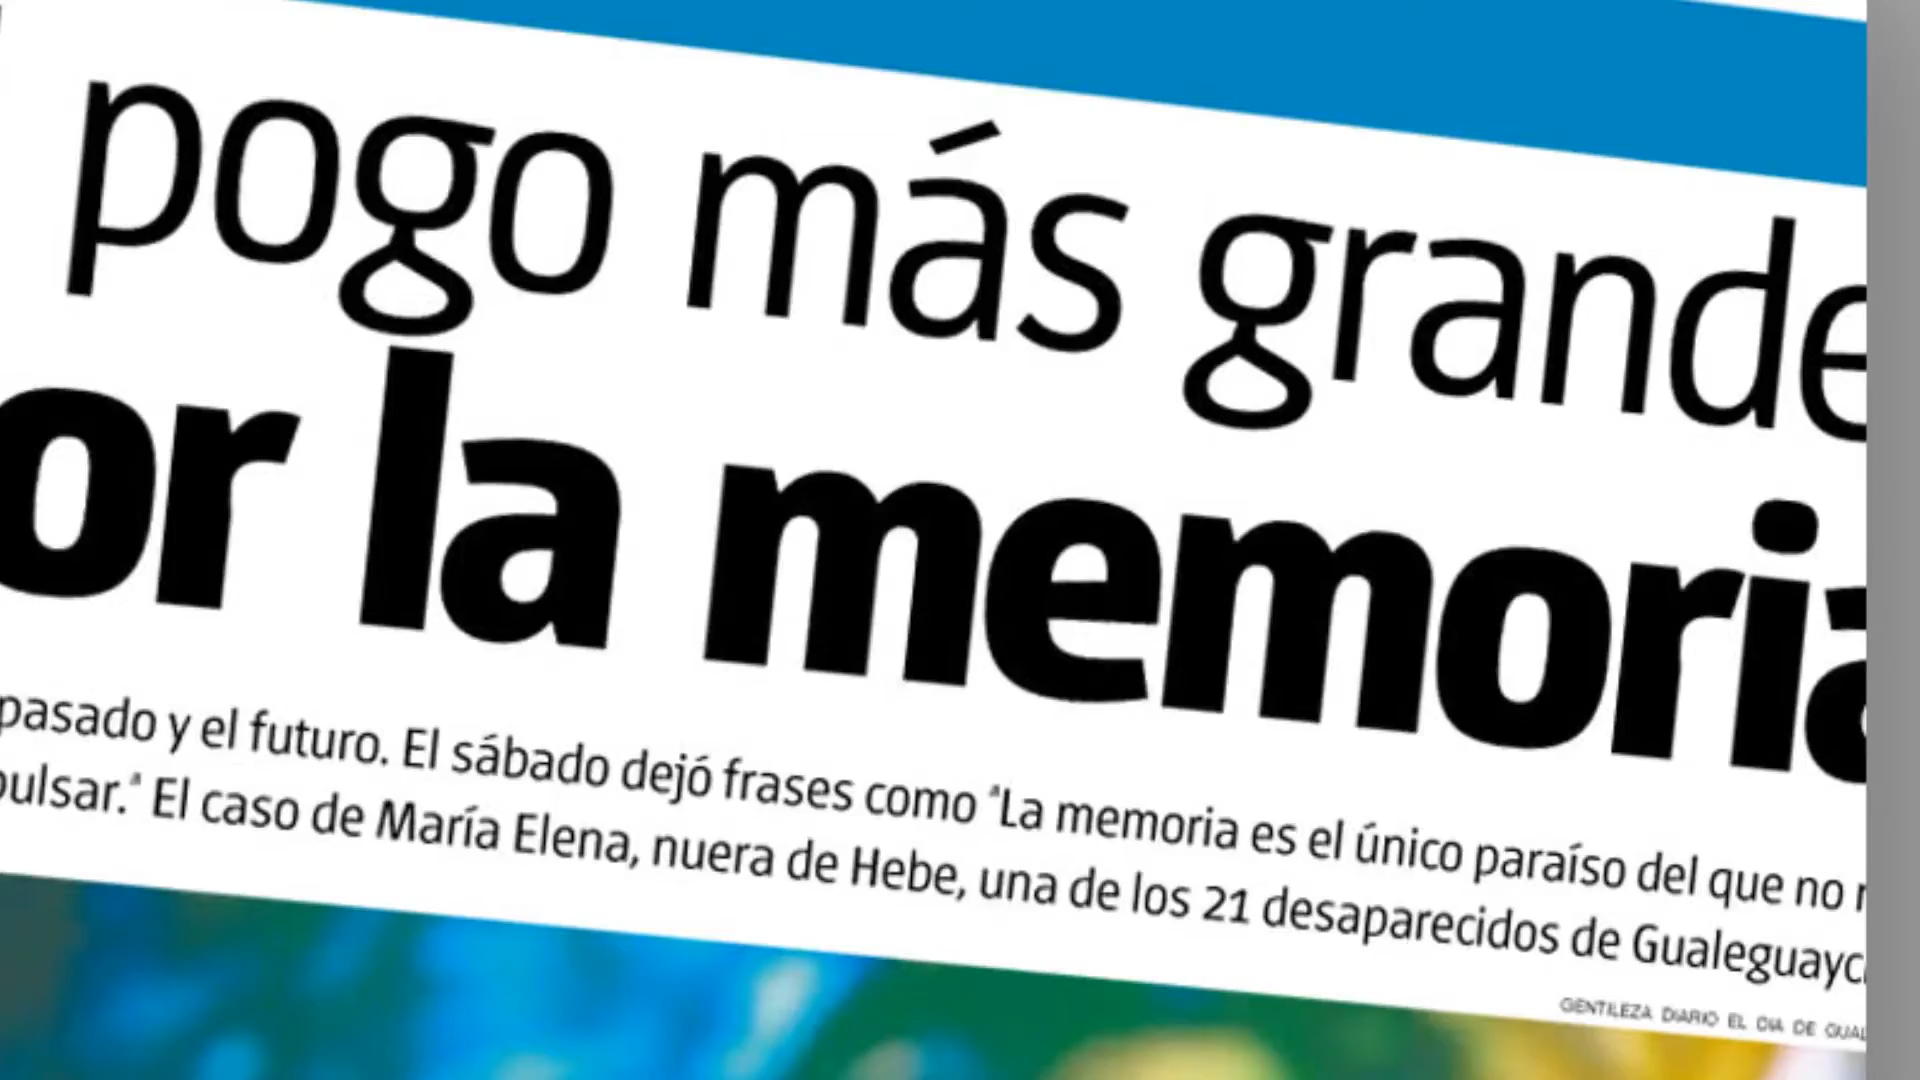 pogo más grande
or la memoria
pasado y el futuro. El sábado dejó frases como "La memoria es el único paraíso del que no
pulsar." El caso de María Elena, nuera de Hebe, una de los 21 desaparecidos de Gualeguayc
GENTILEZA DIARIO EL DIA DE GUAL